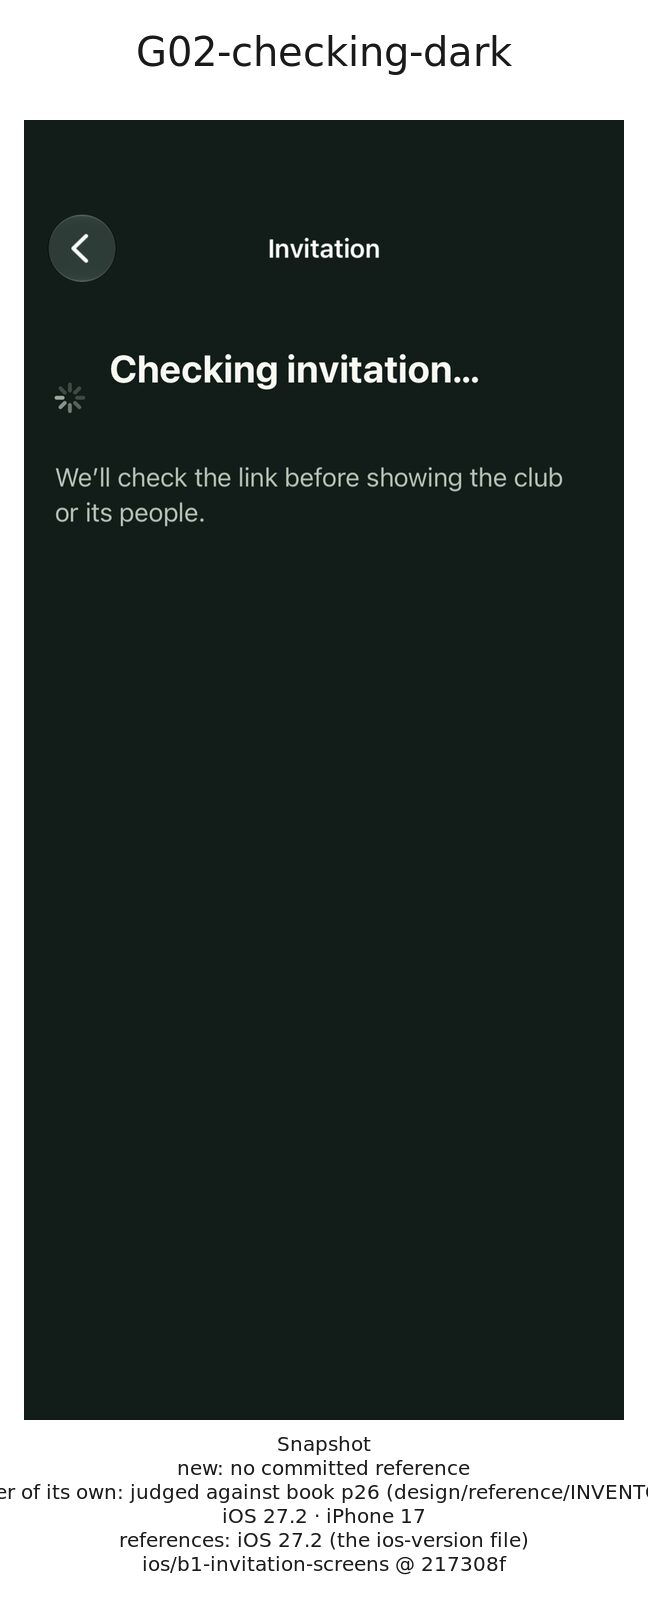 G02-checking-dark
Invitation
Checking invitation…
We’ll check the link before showing the club
or its people.
Snapshot
new: no committed reference
of its own: judged against book p26 (design/reference/
iOS 27.2 · iPhone 17
references: iOS 27.2 (the ios-version file)
ios/b1-invitation-screens @ 217308f